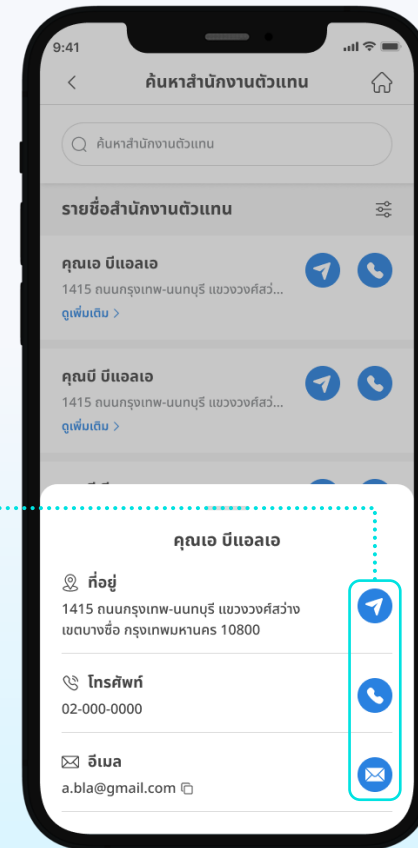 9:41
ค้นหาสำนักงานตัวแทน
ค้นหาสำนักงานตัวแทน
รายชื่อสำนักงานตัวแทน
คุณเอ บีแอลเอ
1415 ถนนกรุงเทพ-นนทบุรี แขวงวงศ์สว่...
ดูเพิ่มเติม >
คุณบี บีแอลเอ
1415 ถนนกรุงเทพ-นนทบุรี แขวงวงศ์สว่...
ดูเพิ่มเติม >
คุณเอ บีแอลเอ
ที่อยู่
1415 ถนนกรุงเทพ-นนทบุรี แขวงวงศ์สว่าง
เขตบางซื่อ กรุงเทพมหานคร 10800
โทรศัพท์
02-000-0000
อีเมล
a.bla@gmail.com